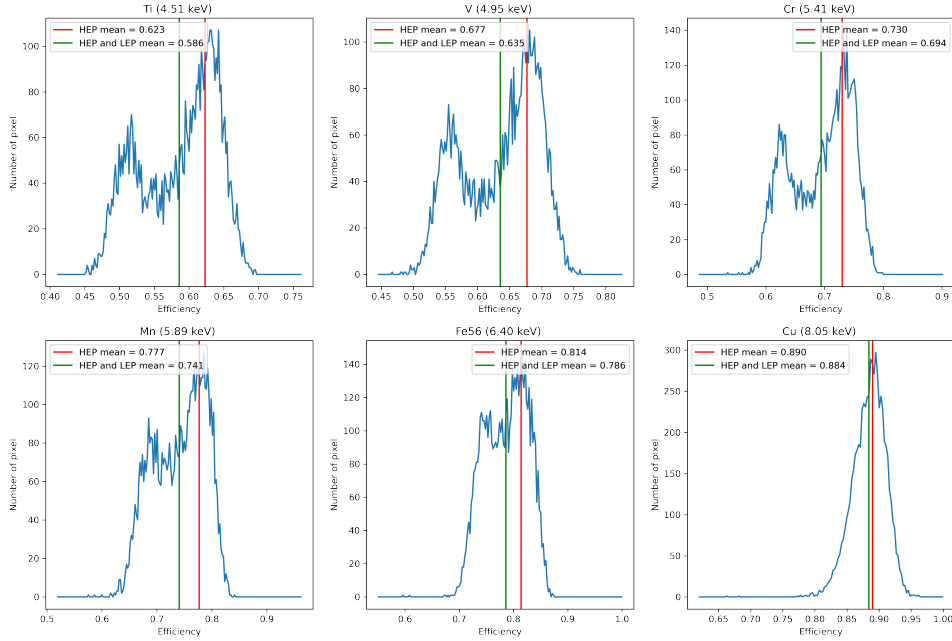 Ti (4.51 keV)
HEP mean = 0.623
HEP and LEP mean = 0.586
Number of pixel
100
80
60
40
20
0
0.40 0.45 0.50 0.55 0.60 0.65 0.70 0.75
Efficiency
V (4.95 keV)
HEP mean = 0.677
HEP and LEP mean = 0.635
Number of pixel
100
80
60
40
20
0
0.45 0.50 0.55 0.60 0.65 0.70 0.75 0.80
Efficiency
Cr (5.41 keV)
HEP mean = 0.730
HEP and LEP mean = 0.694
Number of pixel
140
120
100
80
60
40
20
0
0.5 0.6 0.7 0.8 0.9
Efficiency
Mn (5.89 keV)
HEP mean = 0.777
HEP and LEP mean = 0.741
Number of pixel
120
100
80
60
40
20
0
0.5 0.6 0.7 0.8 0.9
Efficiency
Fe56 (6.40 keV)
HEP mean = 0.814
HEP and LEP mean = 0.786
Number of pixel
160
140
120
100
80
60
40
20
0
0.6 0.7 0.8 0.9 1.0
Efficiency
Cu (8.05 keV)
HEP mean = 0.890
HEP and LEP mean = 0.884
Number of pixel
300
250
200
150
100
50
0
0.65 0.70 0.75 0.80 0.85 0.90 0.95 1.00
Efficiency